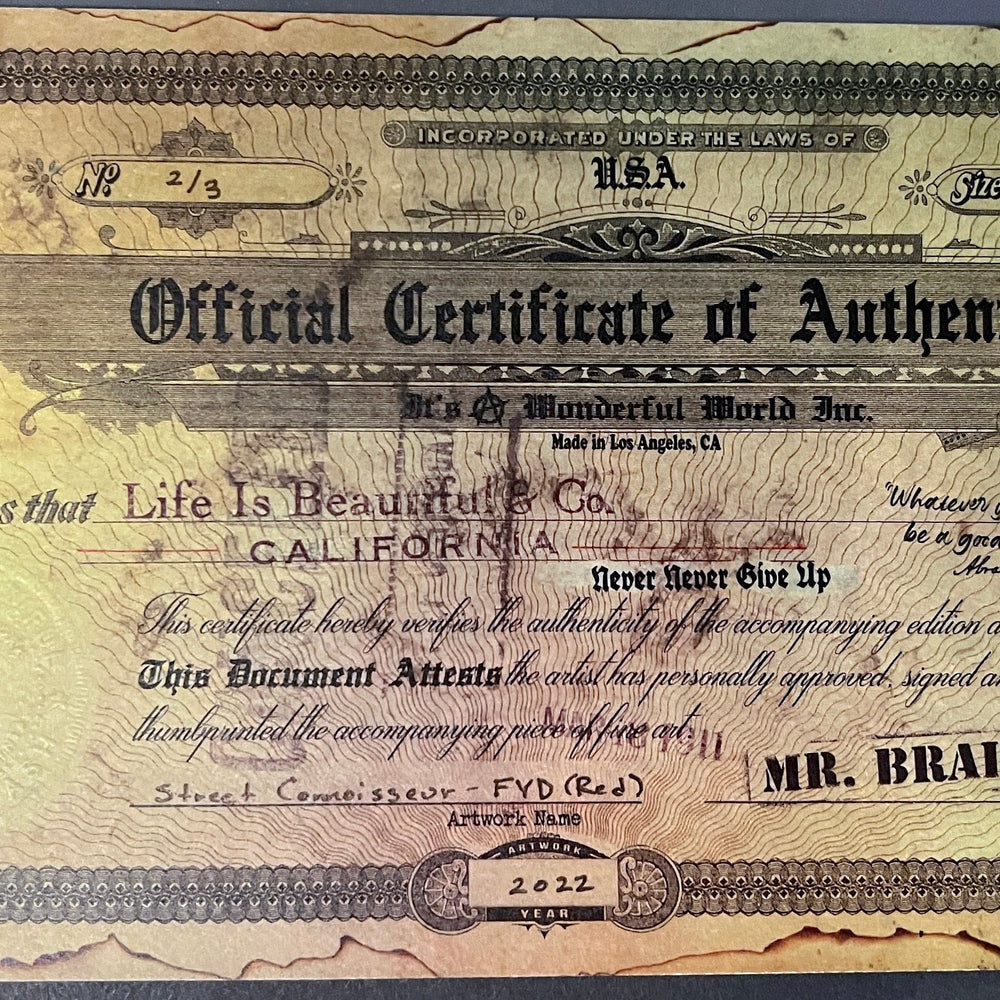 INCORPORATED UNDER THE LAWS OF
U.S.A.
No. 2/3
Size
Official Certificate of Authen
It's A Wonderful World Inc.
Made in Los Angeles, CA
s that Life Is Beautiful & Co.
CALIFORNIA
"Whatever
be a good
Abra
Never Never Give Up
This certificate hereby verifies the authenticity of the accompanying edition
This Document Attests the artist has personally approved, signed
thumbprinted the accompanying piece of fine art.
MR. BRAI
Street Connoisseur - FYD (Red)
Artwork Name
ARTWORK
2022
YEAR